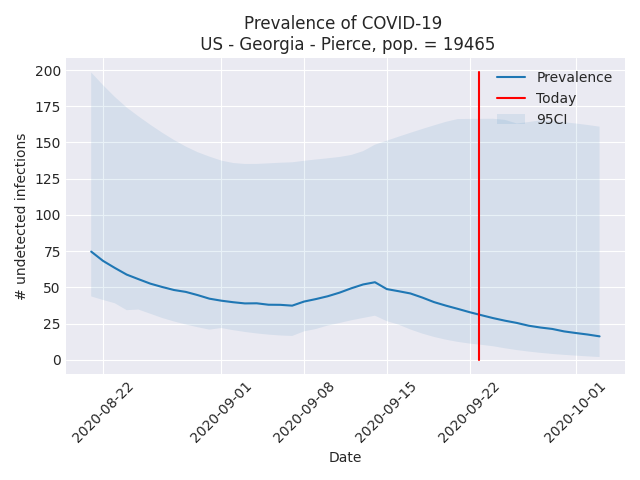 Prevalence of COVID-19
US - Georgia - Pierce, pop. = 19465
200
175
150
125
100
75
50
25
0
# undetected infections
Prevalence
Today
95CI
2020-08-22
2020-09-01
2020-09-08
2020-09-15
2020-09-22
2020-10-01
Date